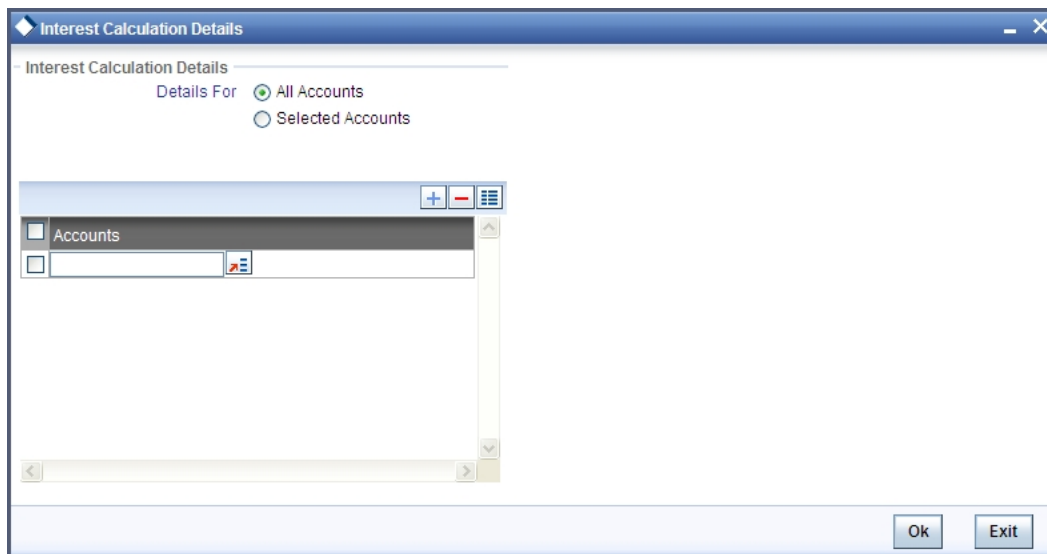 Interest Calculation Details
Interest Calculation Details
Details For All Accounts
Selected Accounts
Accounts
Ok Exit